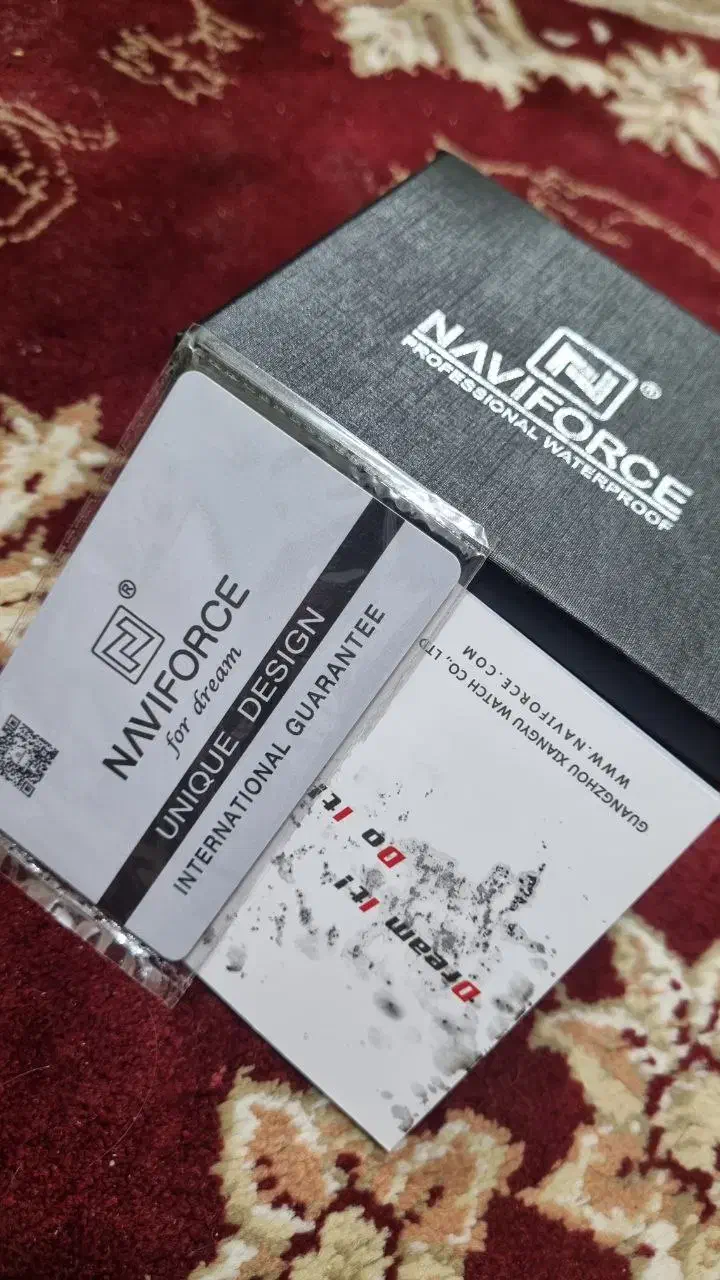 NAVIFORCE
®
PROFESSIONAL WATERPROOF
®
NAVIFORCE
for dream
UNIQUE DESIGN
INTERNATIONAL GUARANTEE
GUANGZHOU XIANGYU WATCH CO., LTD
WWW.NAVIFORCE.COM
Dream It! Do It!